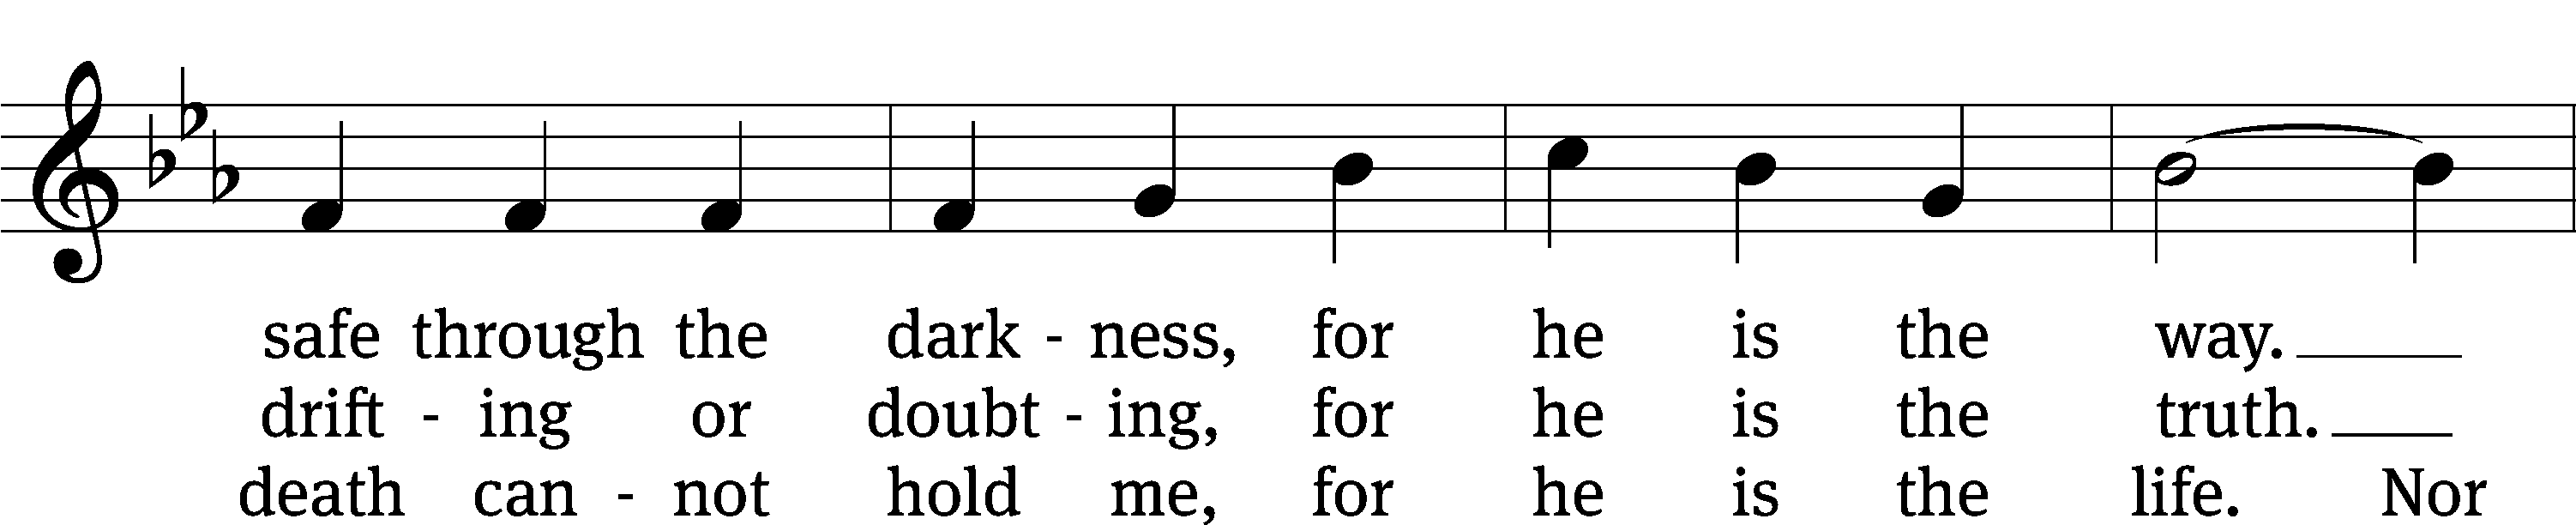 safe through the dark - ness, for he is the way.
drift - ing or doubt - ing, for he is the truth.
death can - not hold me, for he is the life. Nor